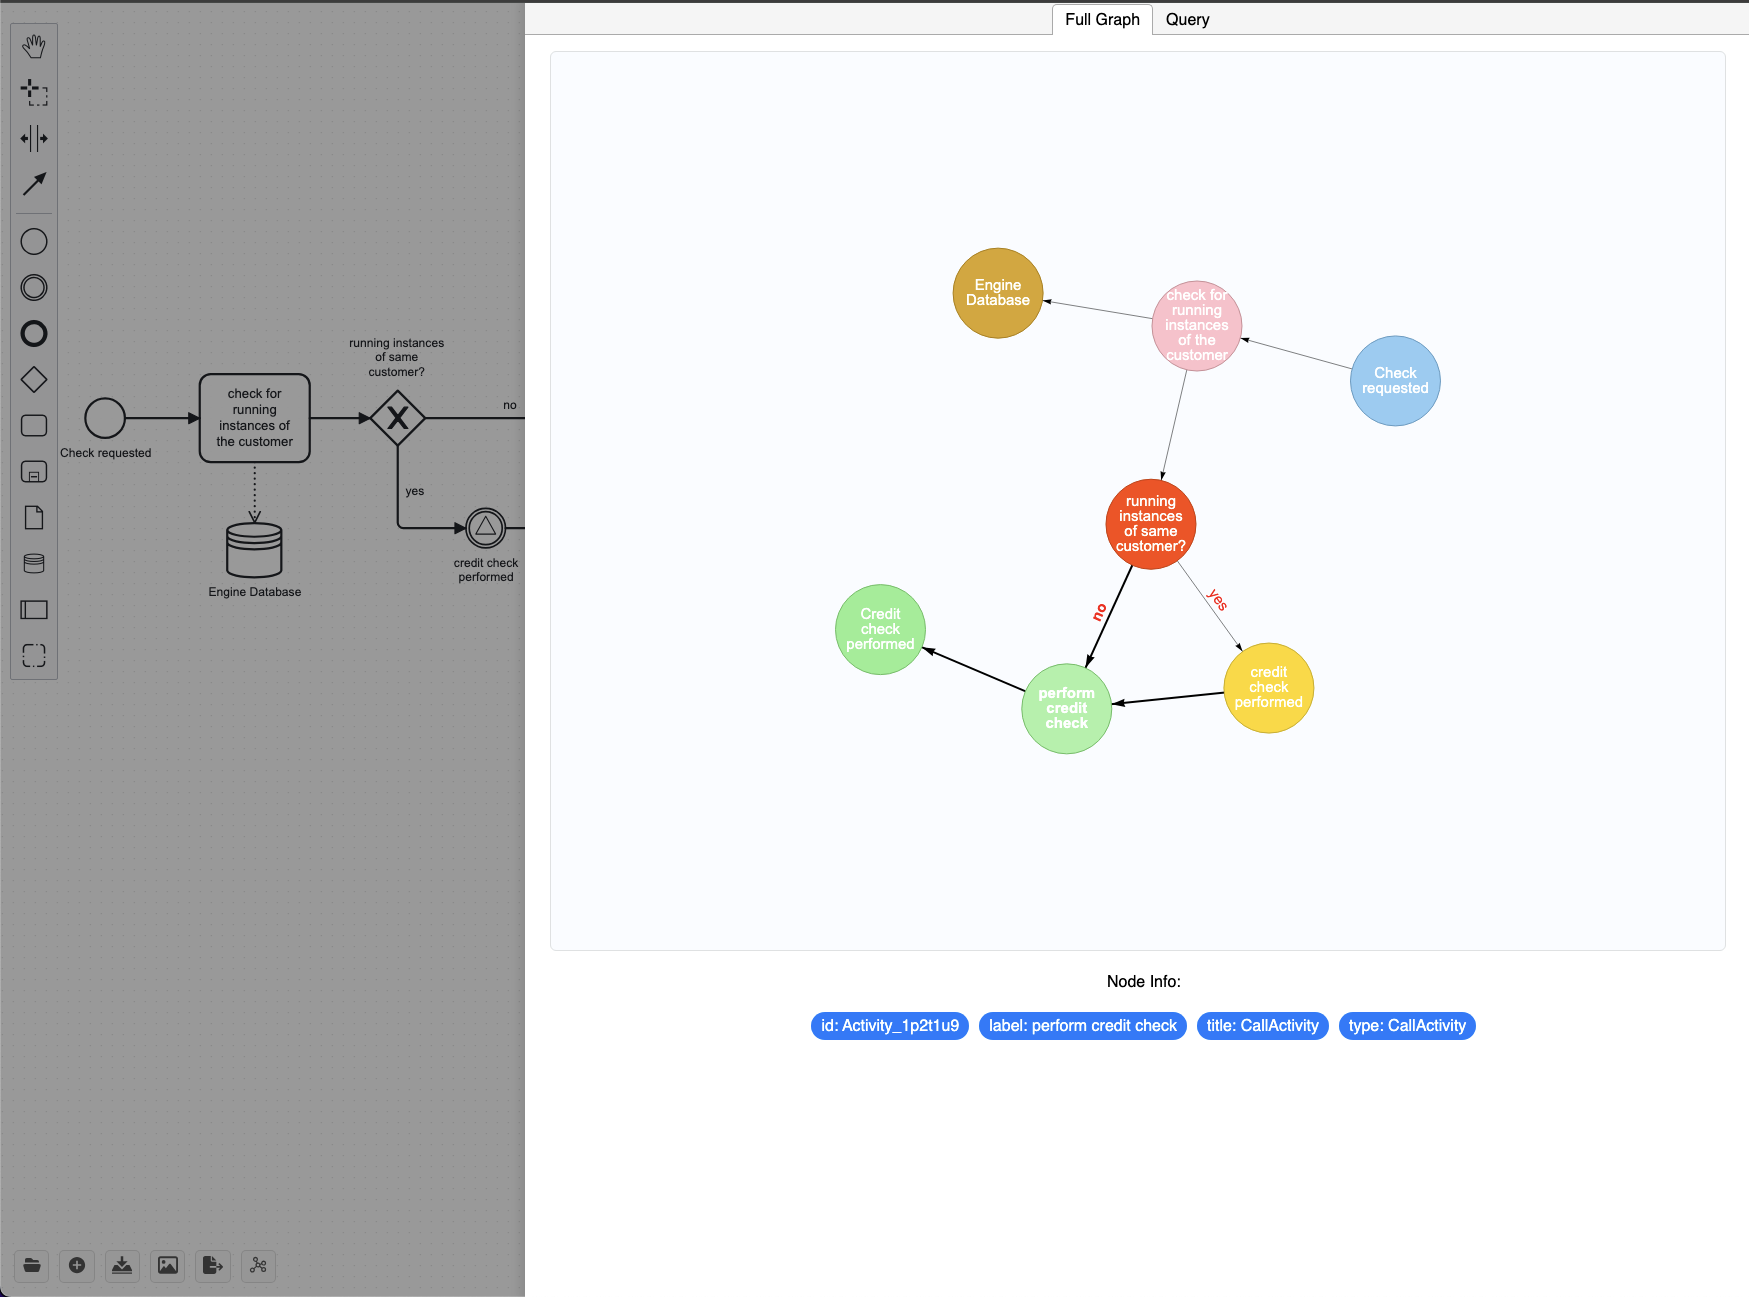 Full Graph
Query
running instances
of same
customer?
check for
running
instances of
the customer
no
Check requested
yes
credit check
performed
Engine Database
Engine
Database
check for
running
instances
of the
customer
Check
requested
running
instances
of same
customer?
no
yes
Credit
check
performed
perform
credit
check
credit
check
performed
Node Info:
id: Activity_1p2t1u9
label: perform credit check
title: CallActivity
type: CallActivity